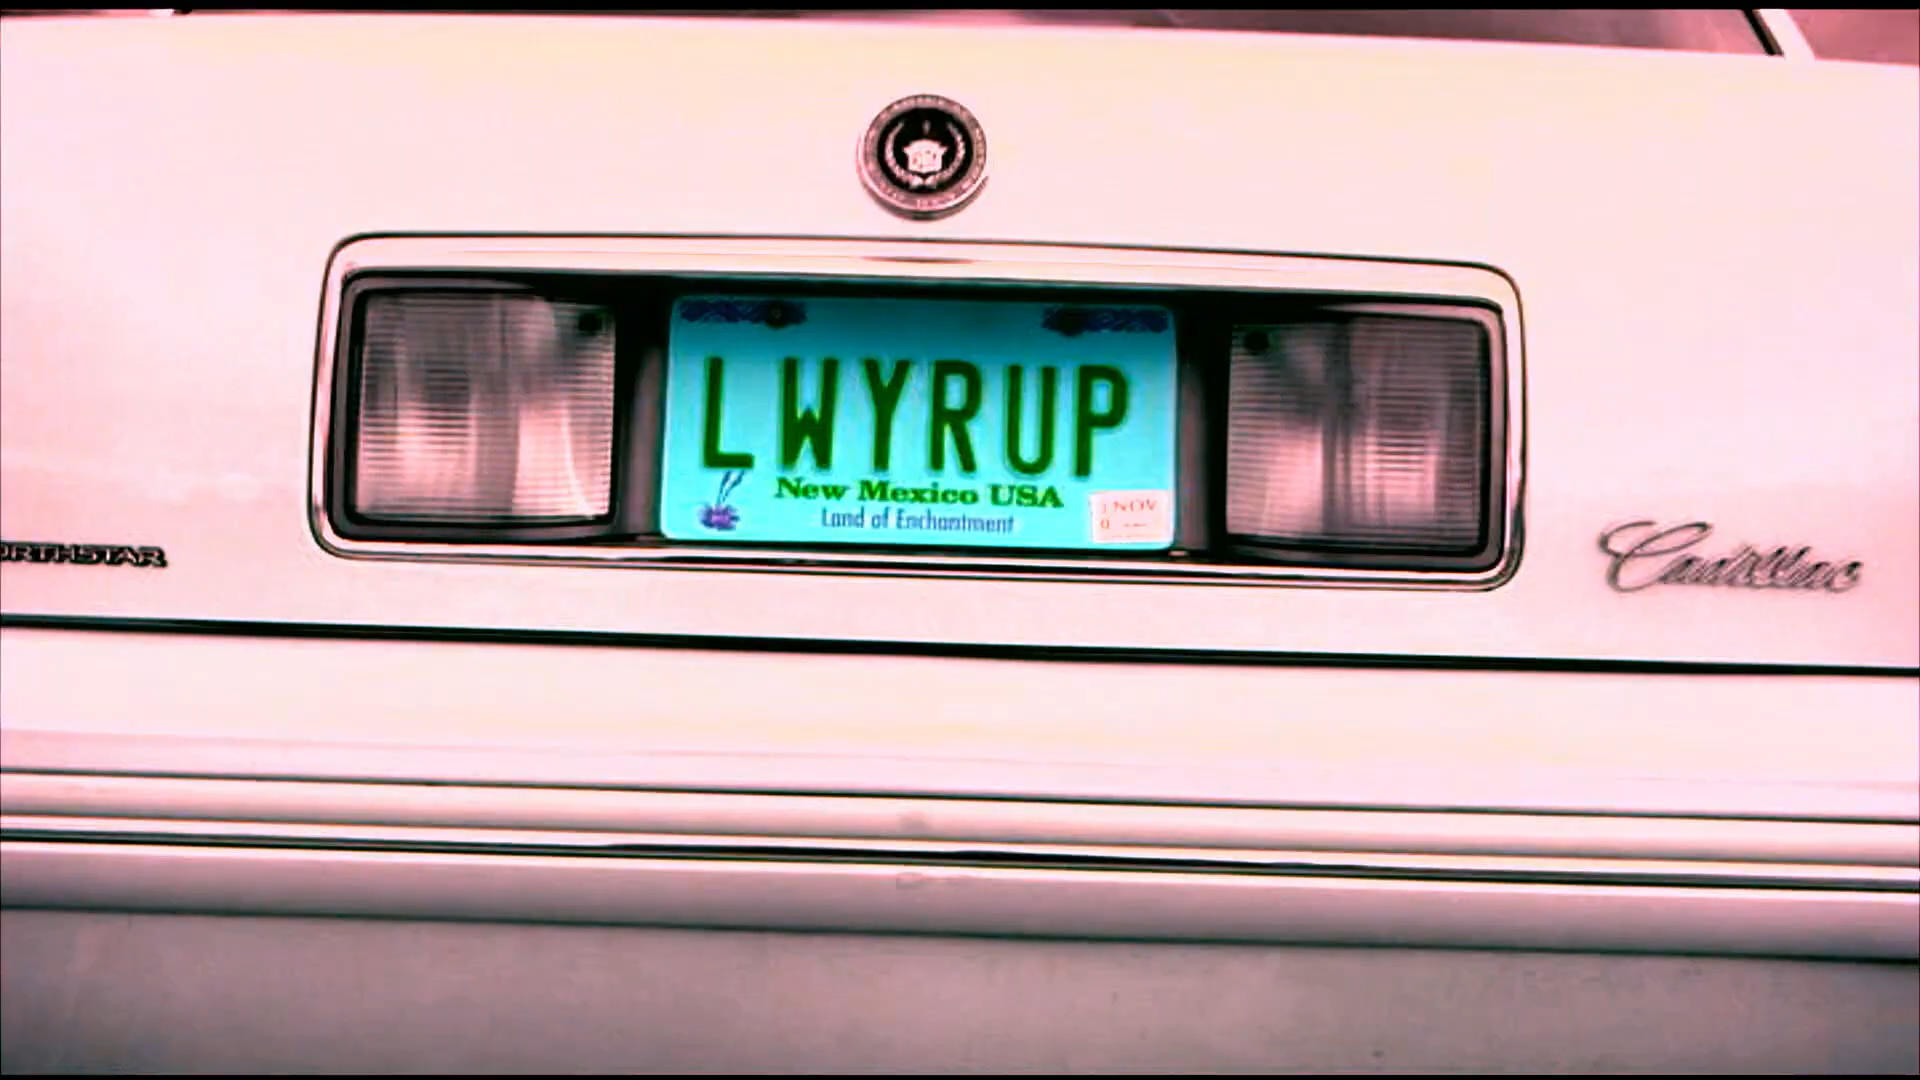 LWYRUP
New Mexico USA
Land of Enchantment
NOV
ORTHSTAR
Cadillac